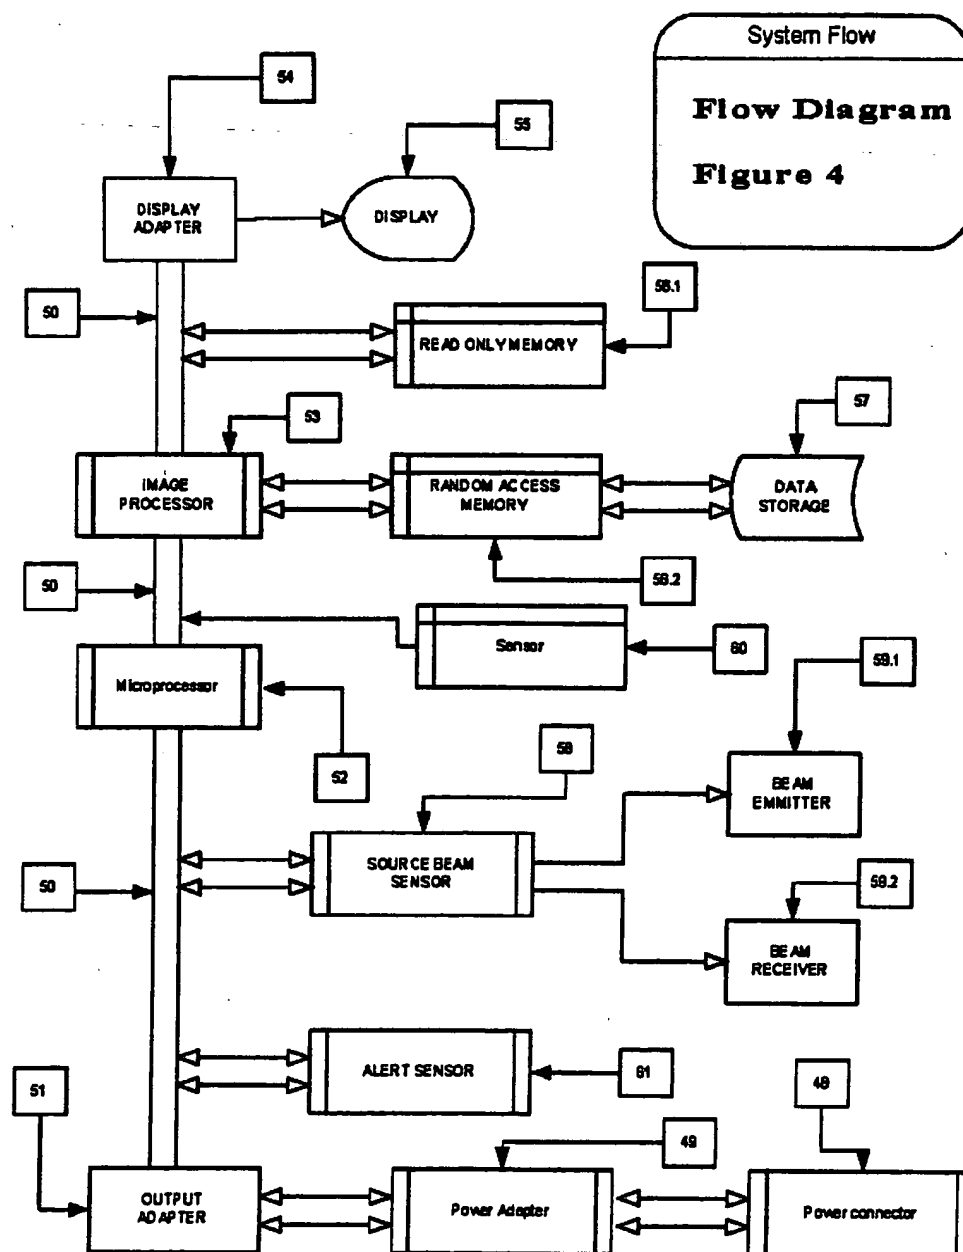 System Flow
Flow Diagram
Figure 4
54
55
DISPLAY
ADAPTER
DISPLAY
50
56.1
READ ONLY MEMORY
53
57
IMAGE
PROCESSOR
RANDOM ACCESS
MEMORY
DATA
STORAGE
50
56.2
Sensor
60
59.1
Microprocessor
52
58
BEAM
EMMITTER
SOURCE BEAM
SENSOR
50
59.2
BEAM
RECEIVER
ALERT SENSOR
61
51
48
49
OUTPUT
ADAPTER
Power Adapter
Power connector